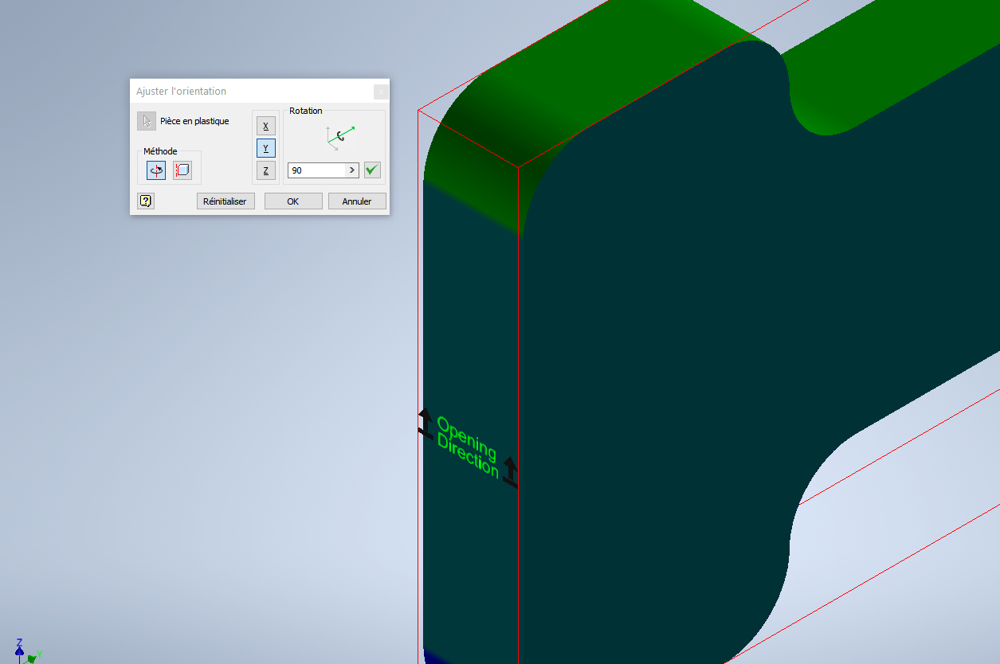 Ajuster l'orientation
Pièce en plastique
Méthode
X
Y
Z
Rotation
90
Réinitialiser
OK
Annuler
Opening
Direction
Z
Y